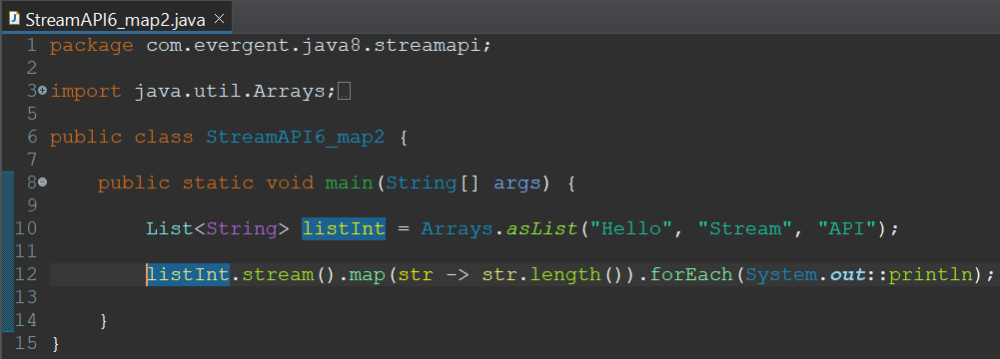 StreamAPI6_map2.java
1 package com.evergent.java8.streamapi;
2
3 import java.util.Arrays;
5
6 public class StreamAPI6_map2 {
7
8 public static void main(String[] args) {
9
10 List<String> listInt = Arrays.asList("Hello", "Stream", "API");
11
12 listInt.stream().map(str -> str.length()).forEach(System.out::println);
13
14 }
15 }